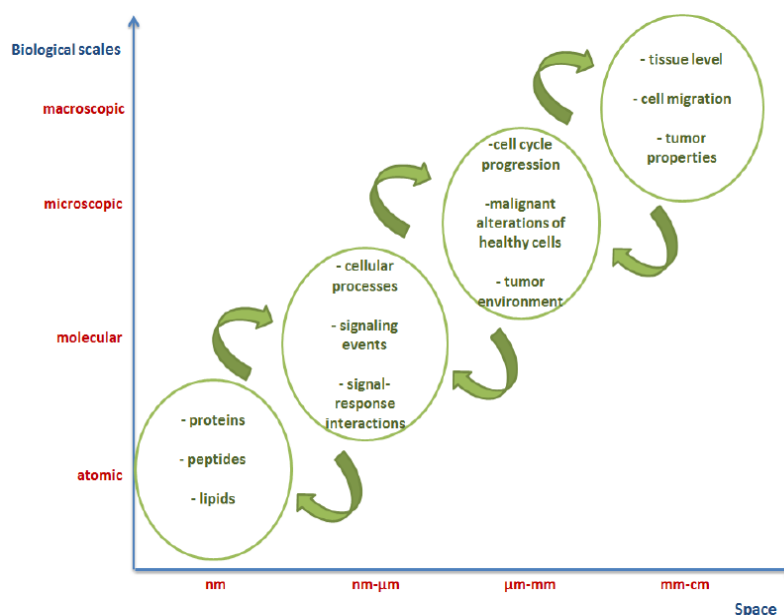 Biological scales
macroscopic
microscopic
molecular
atomic
- tissue level
- cell migration
- tumor
properties
-cell cycle
progression
-malignant
alterations of
healthy cells
- tumor
environment
- cellular
processes
- signaling
events
- signal-
response
interactions
- proteins
- peptides
- lipids
nm
nm-μm
μm-mm
mm-cm
Space